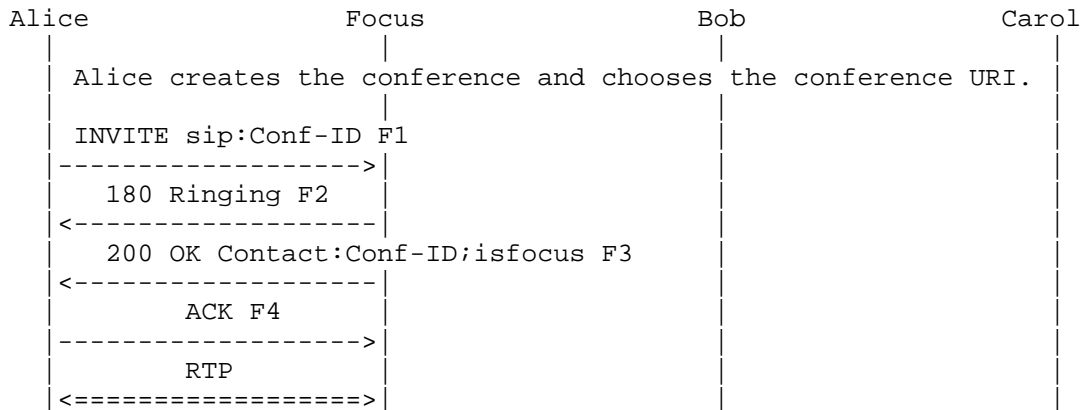 Alice Focus Bob Carol
Alice creates the conference and chooses the conference URI.
INVITE sip:Conf-ID F1
180 Ringing F2
200 OK Contact:Conf-ID;isfocus F3
ACK F4
RTP